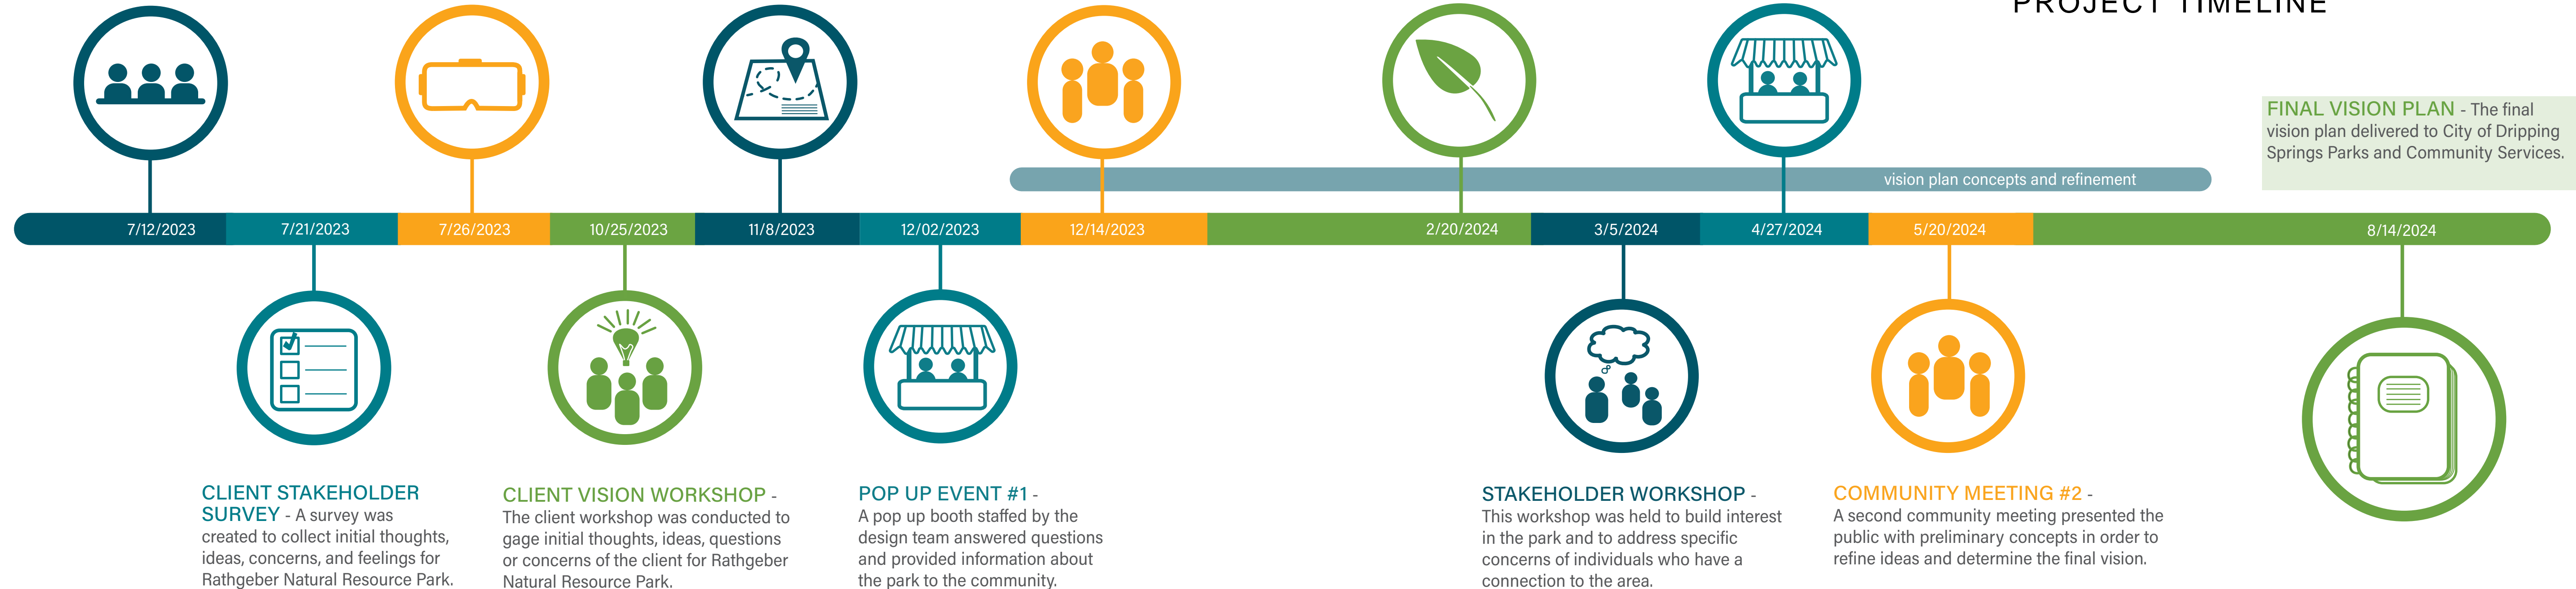 PROJECT TIMELINE
FINAL VISION PLAN - The final
vision plan delivered to City of Dripping
Springs Parks and Community Services.
vision plan concepts and refinement
7/12/2023
7/21/2023
7/26/2023
10/25/2023
11/8/2023
12/02/2023
12/14/2023
2/20/2024
3/5/2024
4/27/2024
5/20/2024
8/14/2024
CLIENT STAKEHOLDER
SURVEY - A survey was
created to collect initial thoughts,
ideas, concerns, and feelings for
Rathgeber Natural Resource Park.
CLIENT VISION WORKSHOP -
The client workshop was conducted to
gage initial thoughts, ideas, questions
or concerns of the client for Rathgeber
Natural Resource Park.
POP UP EVENT #1 -
A pop up booth staffed by the
design team answered questions
and provided information about
the park to the community.
STAKEHOLDER WORKSHOP -
This workshop was held to build interest
in the park and to address specific
concerns of individuals who have a
connection to the area.
COMMUNITY MEETING #2 -
A second community meeting presented the
public with preliminary concepts in order to
refine ideas and determine the final vision.